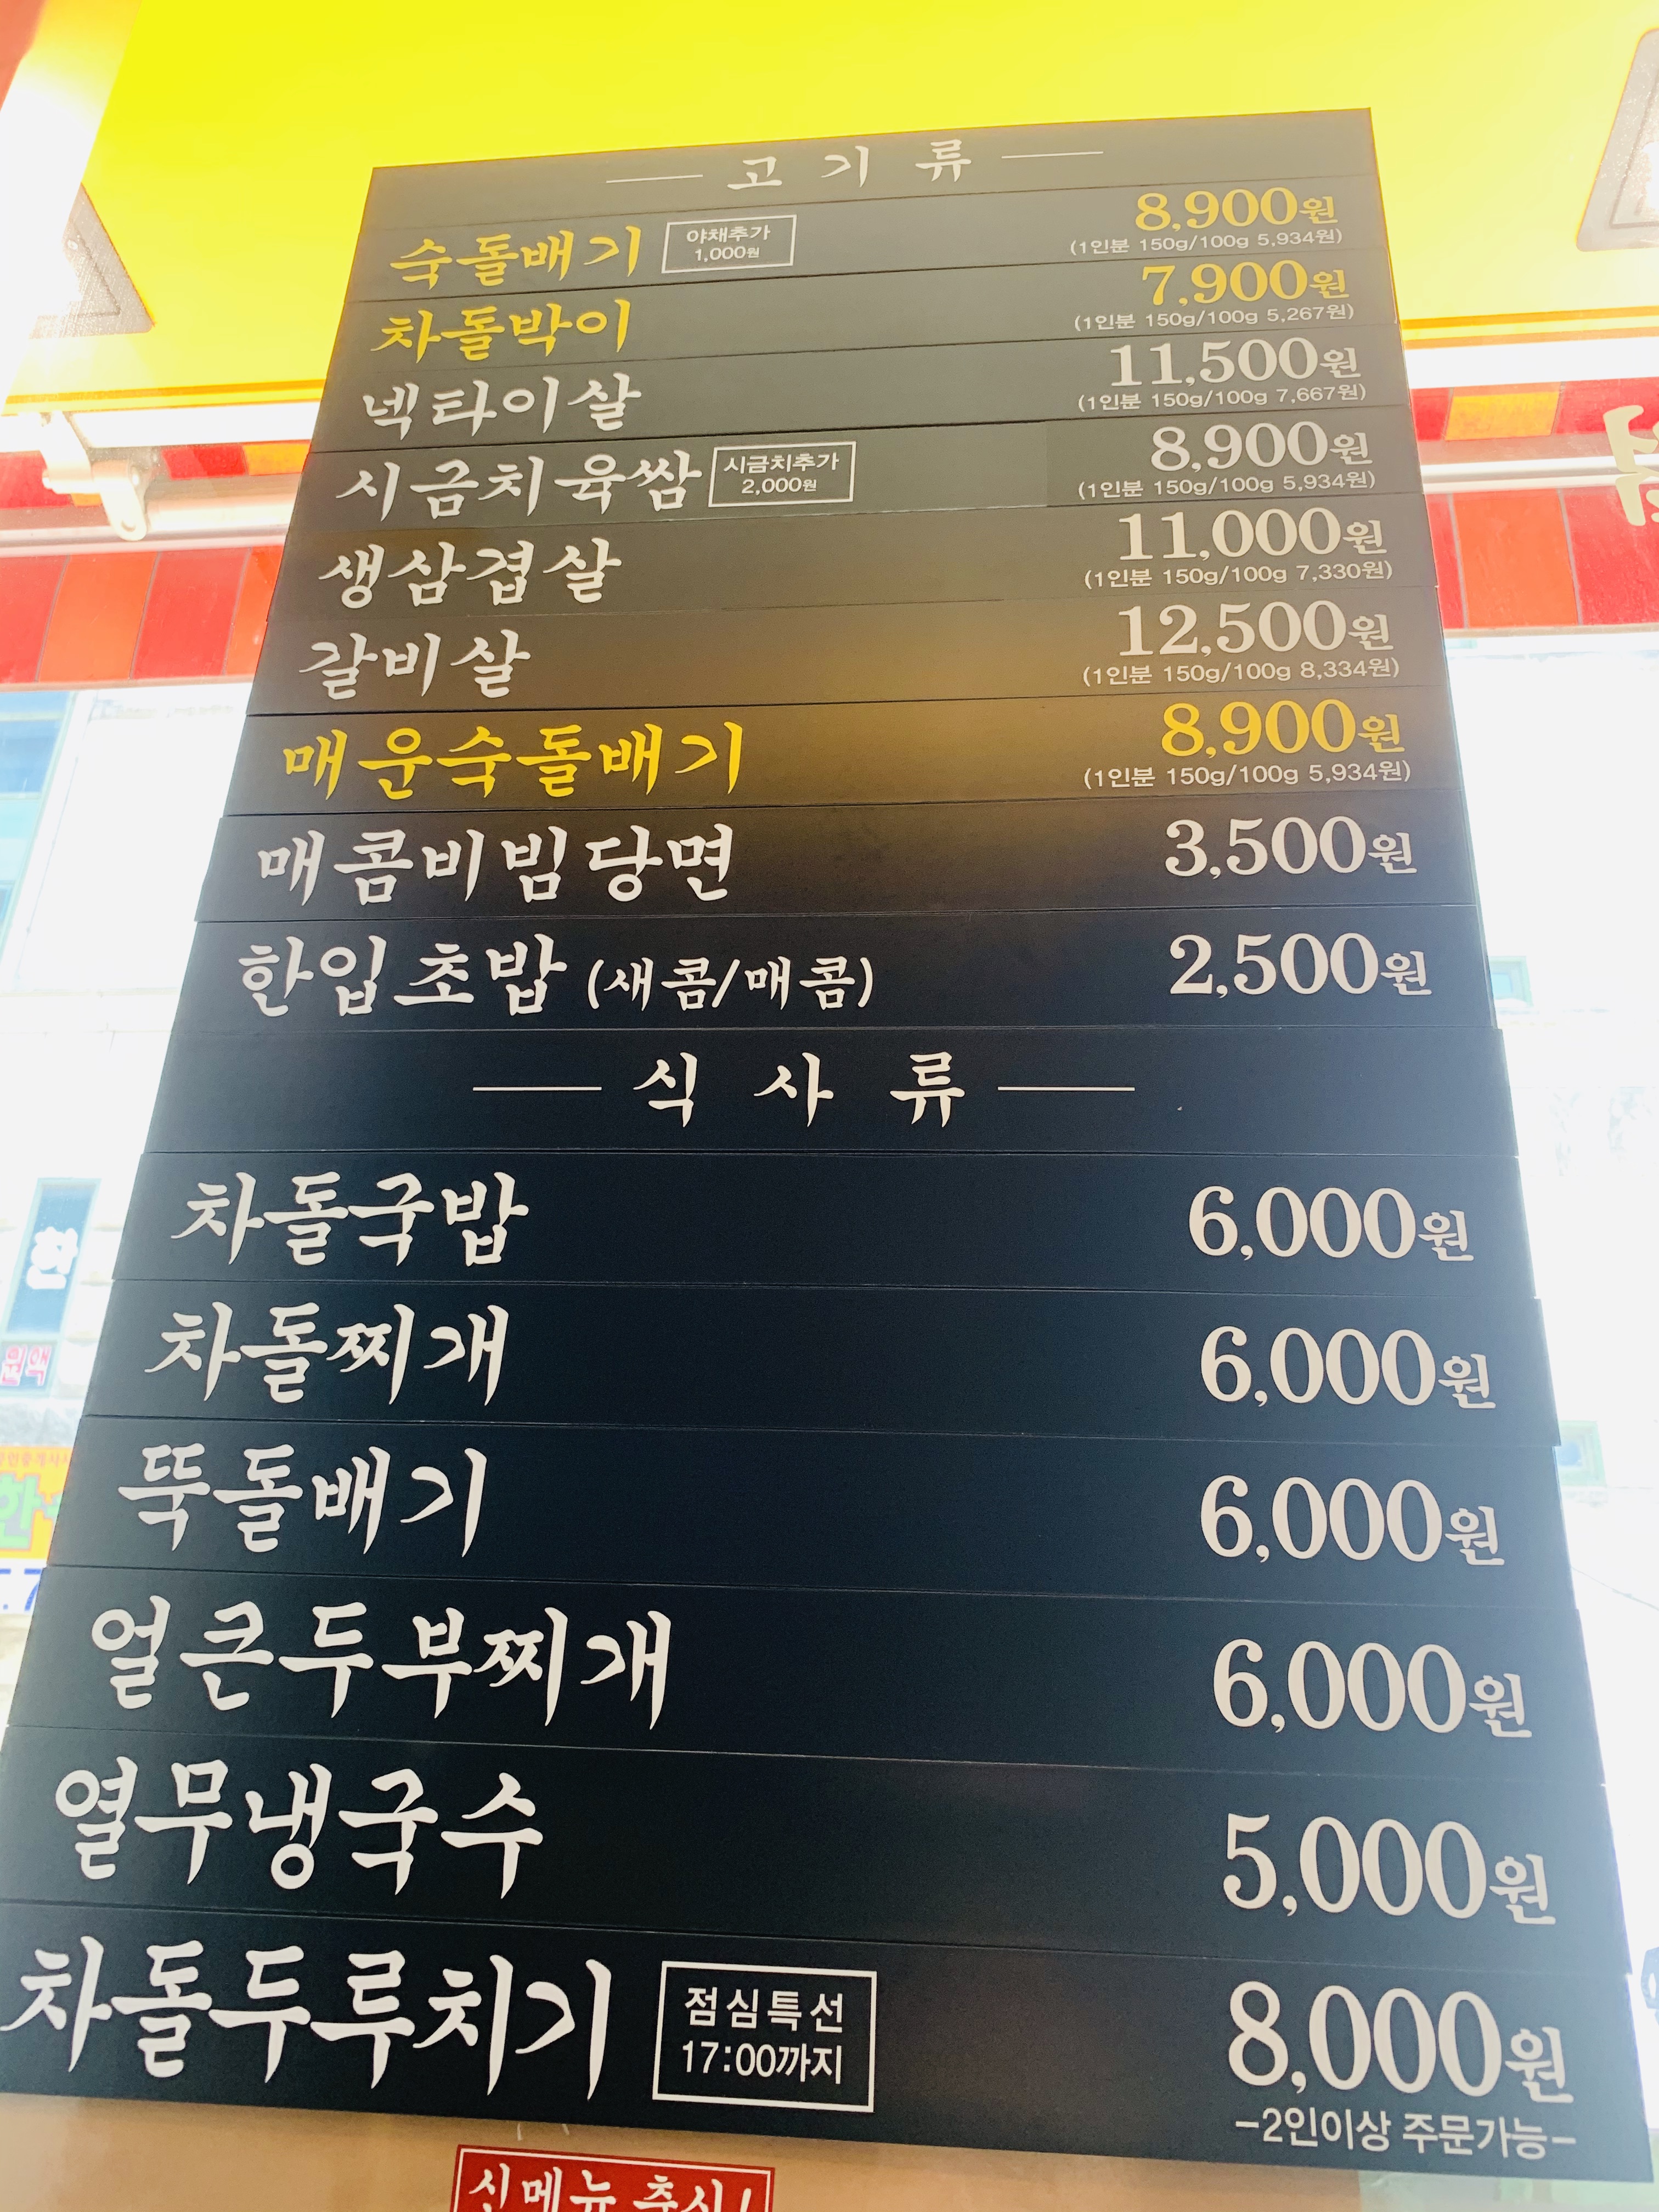 고기류
숙돌배기 야채추가 1,000원 8,900원
(1인분 150g/100g 5,934원)
차돌박이 7,900원
(1인분 150g/100g 5,267원)
넥타이살 11,500원
(1인분 150g/100g 7,667원)
시금치육쌈 시금치추가 2,000원 8,900원
(1인분 150g/100g 5,934원)
생삼겹살 11,000원
(1인분 150g/100g 7,330원)
갈비살 12,500원
(1인분 150g/100g 8,334원)
매운숙돌배기 8,900원
(1인분 150g/100g 5,934원)
매콤비빔당면 3,500원
한입초밥 (새콤/매콤) 2,500원
식사류
차돌국밥 6,000원
차돌찌개 6,000원
뚝돌배기 6,000원
얼큰두부찌개 6,000원
열무냉국수 5,000원
차돌두루치기 점심특선 17:00까지 8,000원
-2인이상 주문가능-
신메뉴 출시!